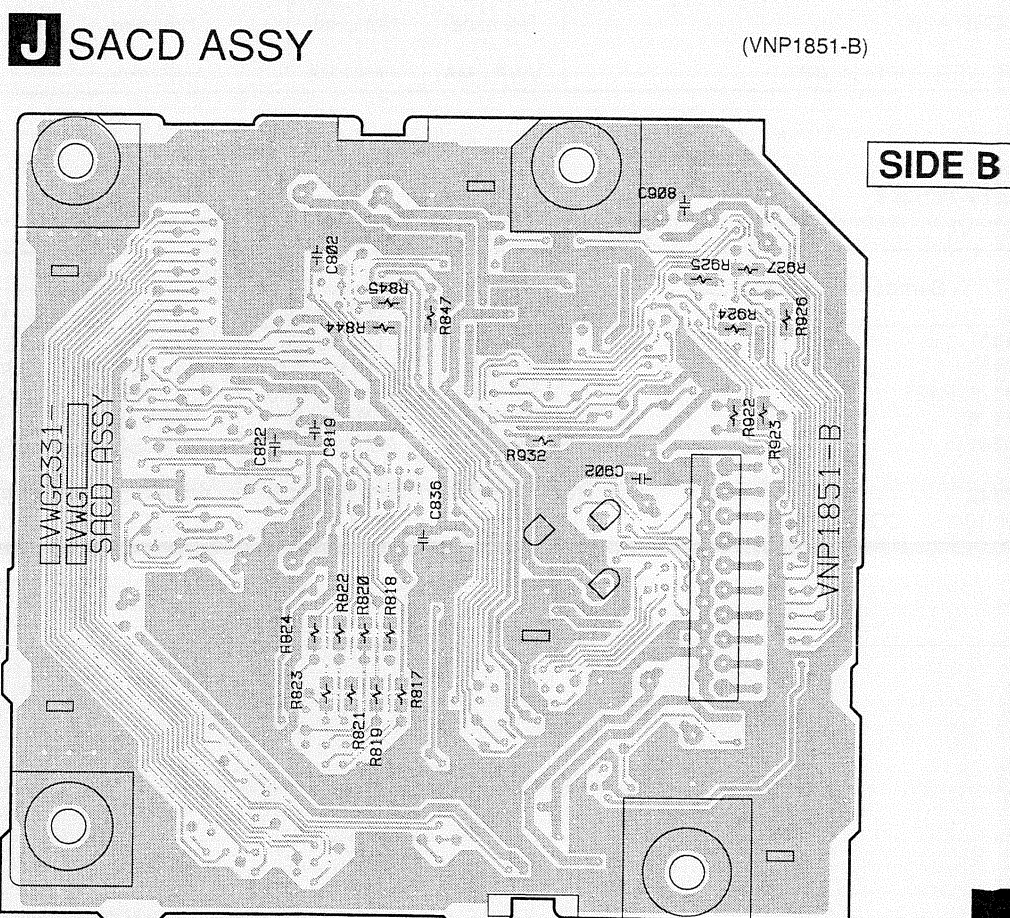 J SACD ASSY
(VNP1851-B)
SIDE B
C908
C802
R925
R927
R845
R847
R844
R924
R926
VWG2331-
VWG
SACD ASSY
C822
C819
R922
R923
R932
C902
C836
VNP1851-B
R824
R822
R820
R818
R823
R821
R819
R817